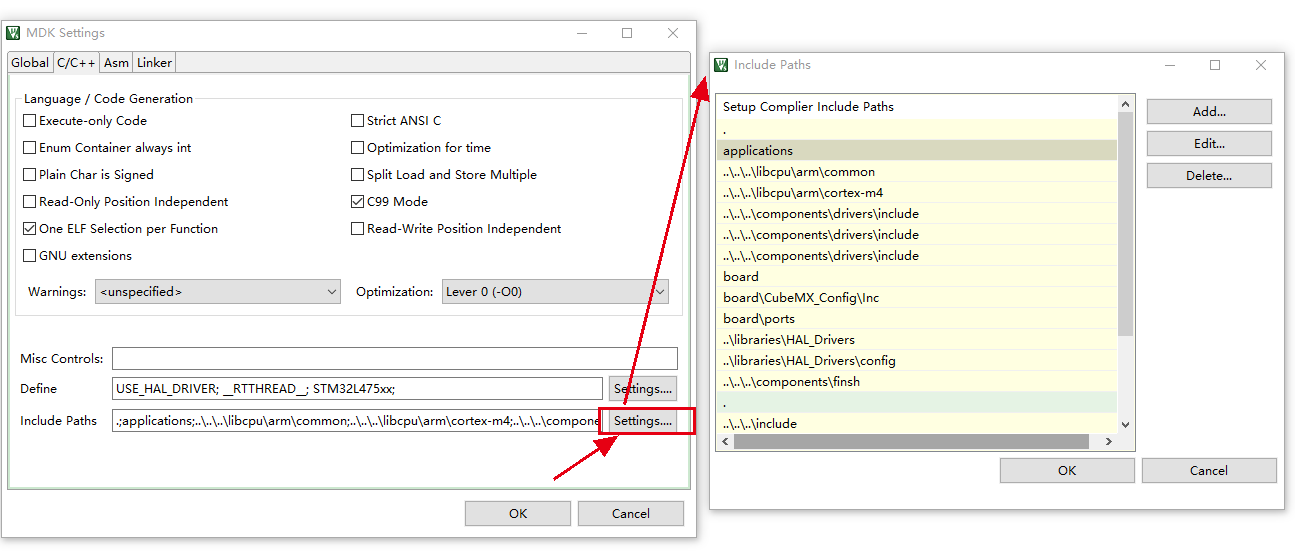 MDK Settings
Global C/C++ Asm Linker
Language / Code Generation
Execute-only Code
Strict ANSI C
Enum Container always int
Optimization for time
Plain Char is Signed
Split Load and Store Multiple
Read-Only Position Independent
C99 Mode
One ELF Selection per Function
Read-Write Position Independent
GNU extensions
Warnings: <unspecified> Optimization: Lever 0 (-O0)
Misc Controls:
Define USE_HAL_DRIVER; __RTTHREAD__; STM32L475xx; Settings....
Include Paths .;applications;..\..\..\libcpu\arm\common;..\..\..\libcpu\arm\cortex-m4;..\..\..\compone Settings....
OK Cancel
Include Paths
Setup Complier Include Paths
.
applications
..\..\..\libcpu\arm\common
..\..\..\libcpu\arm\cortex-m4
..\..\..\components\drivers\include
..\..\..\components\drivers\include
..\..\..\components\drivers\include
board
board\CubeMX_Config\Inc
board\ports
..\libraries\HAL_Drivers
..\libraries\HAL_Drivers\config
..\..\..\components\finsh
.
..\..\..\include
Add...
Edit...
Delete...
OK Cancel